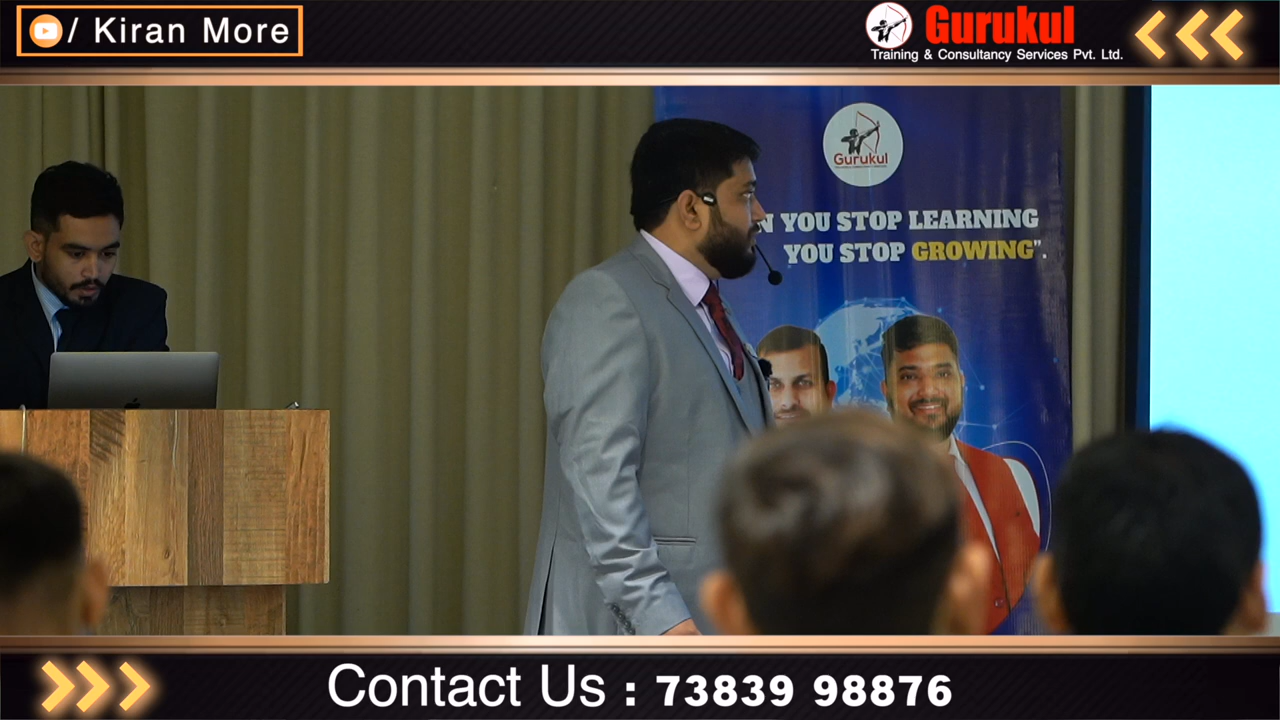 / Kiran More
Gurukul
Training & Consultancy Services Pvt. Ltd.
Gurukul
YOU STOP LEARNING
YOU STOP GROWING".
Contact Us : 73839 98876